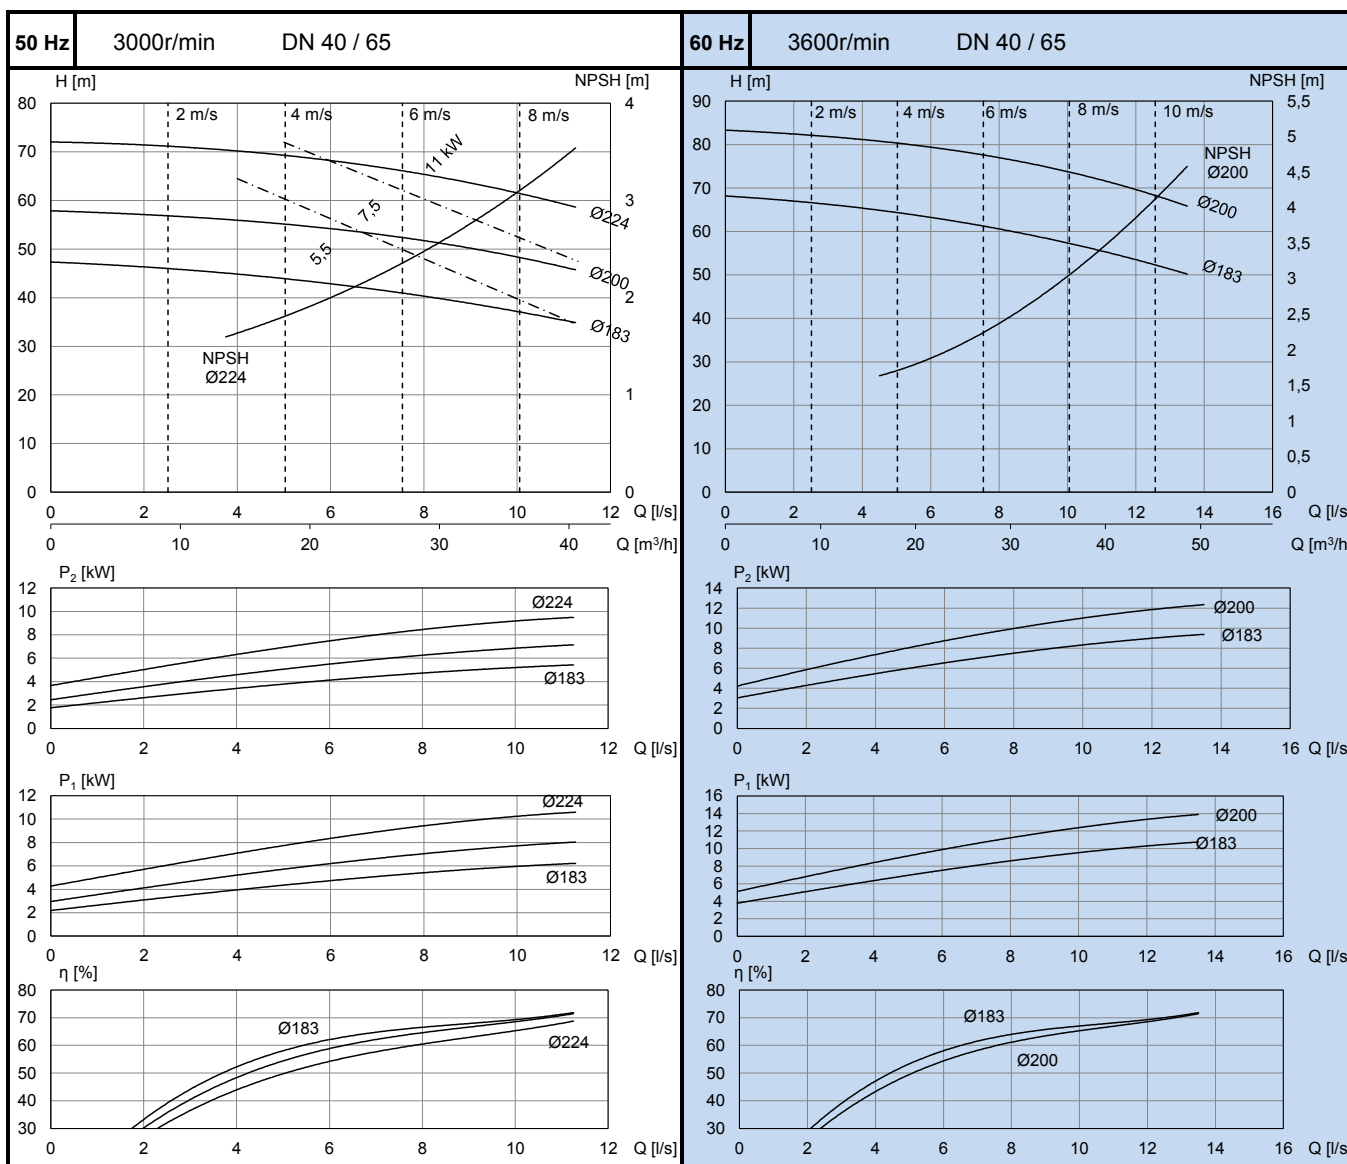 50 Hz 3000r/min DN 40 / 65
H [m] NPSH [m]
80 4
2 m/s 4 m/s 6 m/s 8 m/s
70
11 kW
60 3
7,5
Ø224
50
5,5
Ø200
40 2
Ø183
30
NPSH
Ø224
20 1
10
0 0
0 2 4 6 8 10 12 Q [l/s]
0 10 20 30 40 Q [m³/h]
P₂ [kW]
12
10
8
6
4
2
0
Ø224
Ø183
0 2 4 6 8 10 12 Q [l/s]
P₁ [kW]
12
10
8
6
4
2
0
Ø224
Ø183
0 2 4 6 8 10 12 Q [l/s]
η [%]
80
70
60
50
40
30
Ø183
Ø224
0 2 4 6 8 10 12 Q [l/s]
60 Hz 3600r/min DN 40 / 65
H [m] NPSH [m]
90 5,5
2 m/s 4 m/s 6 m/s 8 m/s 10 m/s
80 5
NPSH
Ø200
4,5
70
Ø200
4
60
3,5
Ø183
50 3
40 2,5
30 2
1,5
20
1
10
0,5
0 0
0 2 4 6 8 10 12 14 16 Q [l/s
0 10 20 30 40 50 Q [m³/h
P₂ [kW]
14
12
10
8
6
4
2
0
Ø200
Ø183
0 2 4 6 8 10 12 14 16 Q [l/s
P₁ [kW]
16
14
12
10
8
6
4
2
0
Ø200
Ø183
0 2 4 6 8 10 12 14 16 Q [l/s
η [%]
80
70
60
50
40
30
Ø183
Ø200
0 2 4 6 8 10 12 14 16 Q [l/s